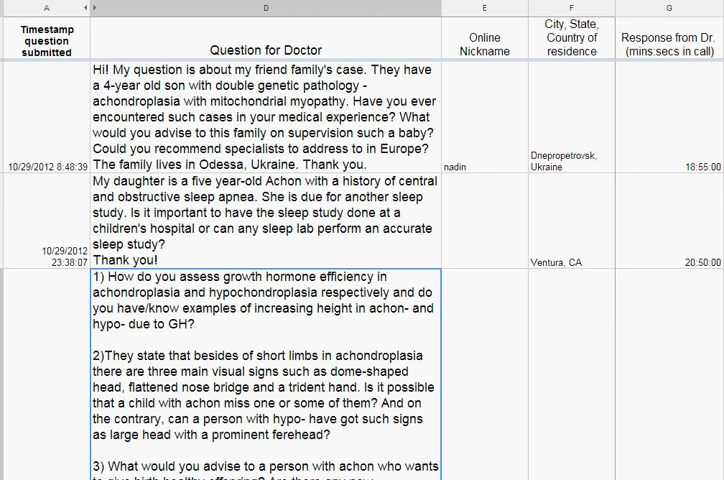 A D E F G
Timestamp
question
submitted
Question for Doctor
Online
Nickname
City, State,
Country of
residence
Response from Dr.
(mins:secs in call)
Hi! My question is about my friend family's case. They have
a 4-year old son with double genetic pathology -
achondroplasia with mitochondrial myopathy. Have you ever
encountered such cases in your medical experience? What
would you advise to this family on supervision such a baby?
Could you recommend specialists to address to in Europe?
The family lives in Odessa, Ukraine. Thank you.
10/29/2012 8:48:39
nadin
Dnepropetrovsk,
Ukraine
18:55:00
My daughter is a five year-old Achon with a history of central
and obstructive sleep apnea. She is due for another sleep
study. Is it important to have the sleep study done at a
children's hospital or can any sleep lab perform an accurate
sleep study?
Thank you!
10/29/2012
23:38:07
Ventura, CA
20:50:00
1) How do you assess growth hormone efficiency in
achondroplasia and hypochondroplasia respectively and do
you have/know examples of increasing height in achon- and
hypo- due to GH?
2)They state that besides of short limbs in achondroplasia
there are three main visual signs such as dome-shaped
head, flattened nose bridge and a trident hand. Is it possible
that a child with achon miss one or some of them? And on
the contrary, can a person with hypo- have got such signs
as large head with a prominent ferehead?
3) What would you advise to a person with achon who wants